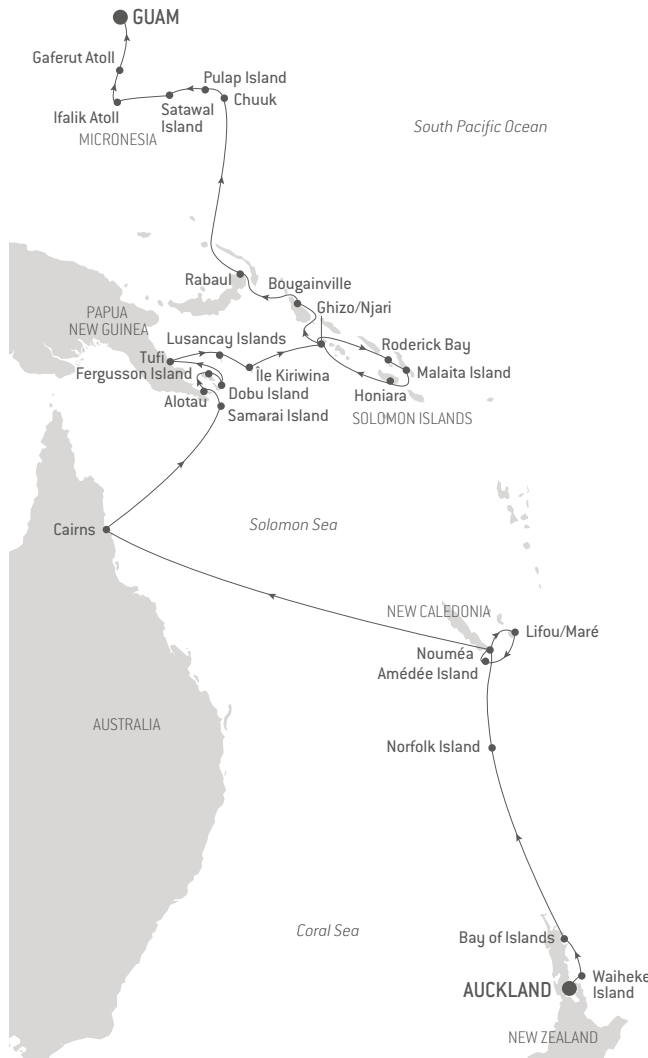 GUAM
Gaferut Atoll
Pulap Island
Chuuk
Satawal
Island
Ifalik Atoll
MICRONESIA
South Pacific Ocean
Rabaul
Bougainville
Ghizo/Njari
PAPUA
NEW GUINEA
Lusancay Islands
Roderick Bay
Tufi
Fergusson Island
Île Kiriwina
Malaita Island
Dobu Island
Honiara
Alotau
Samarai Island
SOLOMON ISLANDS
Cairns
Solomon Sea
NEW CALEDONIA
Lifou/Maré
Nouméa
Amédée Island
AUSTRALIA
Norfolk Island
Coral Sea
Bay of Islands
Waiheke
Island
AUCKLAND
NEW ZEALAND